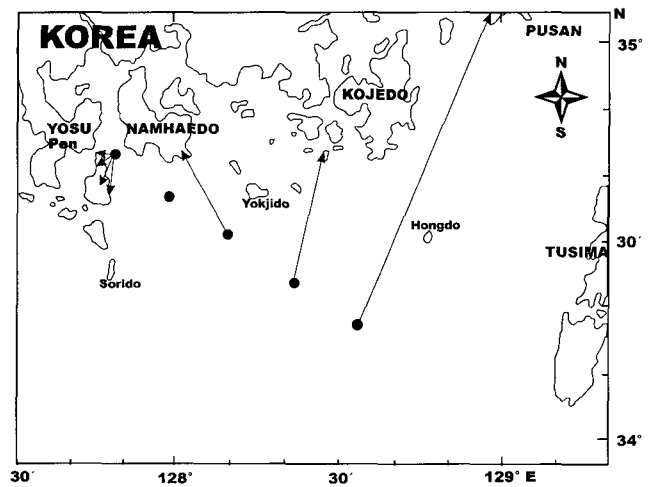 N
KOREA
PUSAN
35°
N
KOJEDO
YOSU
Pen
NAMHAEDO
S
Yokjido
Hongdo
30´
TUSIMA
Sorido
34°
30´
128°
30´
129° E